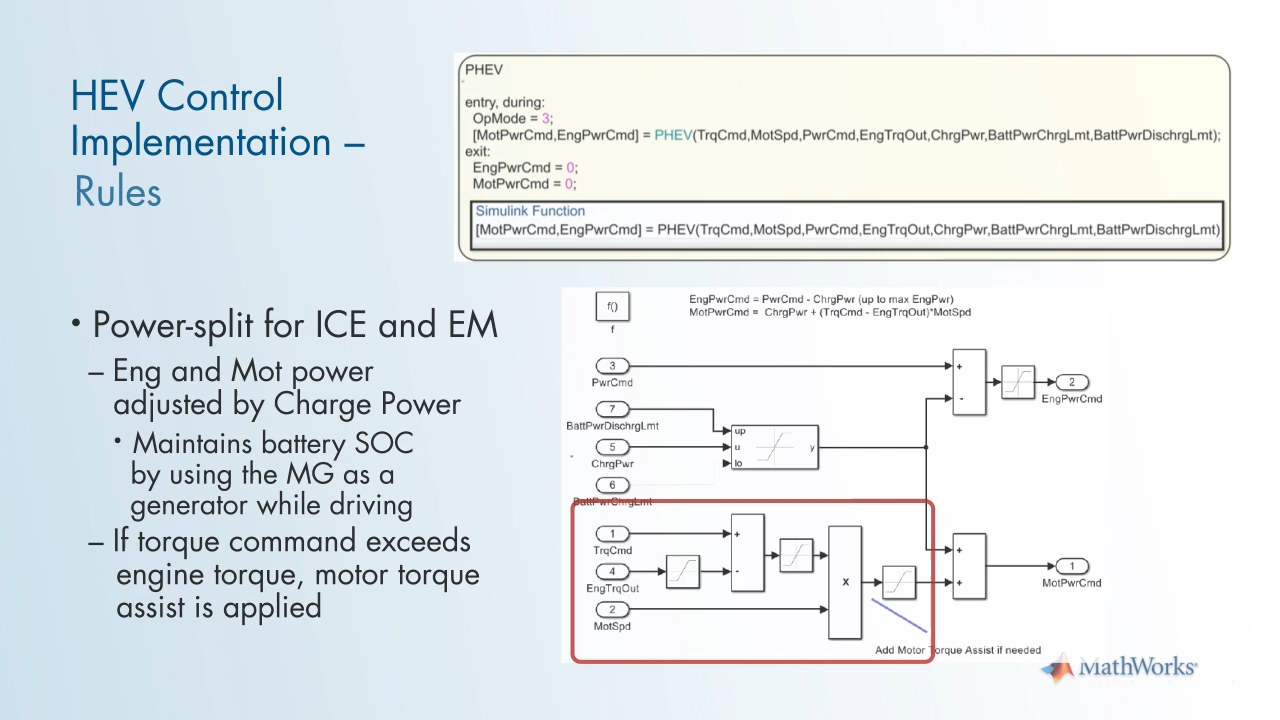 HEV Control
Implementation –
Rules
PHEV
entry, during:
OpMode = 3;
[MotPwrCmd,EngPwrCmd] = PHEV(TrqCmd,MotSpd,PwrCmd,EngTrqOut,ChrgPwr,BattPwrChrgLmt,BattPwrDischrgLmt);
exit:
EngPwrCmd = 0;
MotPwrCmd = 0;
Simulink Function
[MotPwrCmd,EngPwrCmd] = PHEV(TrqCmd,MotSpd,PwrCmd,EngTrqOut,ChrgPwr,BattPwrChrgLmt,BattPwrDischrgLmt)
• Power-split for ICE and EM
– Eng and Mot power
adjusted by Charge Power
• Maintains battery SOC
by using the MG as a
generator while driving
– If torque command exceeds
engine torque, motor torque
assist is applied
f()
f
EngPwrCmd = PwrCmd - ChrgPwr (up to max EngPwr)
MotPwrCmd = ChrgPwr + (TrqCmd - EngTrqOut)*MotSpd
3
PwrCmd
+
-
2
EngPwrCmd
7
BattPwrDischrgLmt
up
u
lo
y
5
ChrgPwr
6
BattPwrChrgLmt
1
TrqCmd
+
-
4
EngTrqOut
2
MotSpd
x
+
+
1
MotPwrCmd
Add Motor Torque Assist if needed
MathWorks®